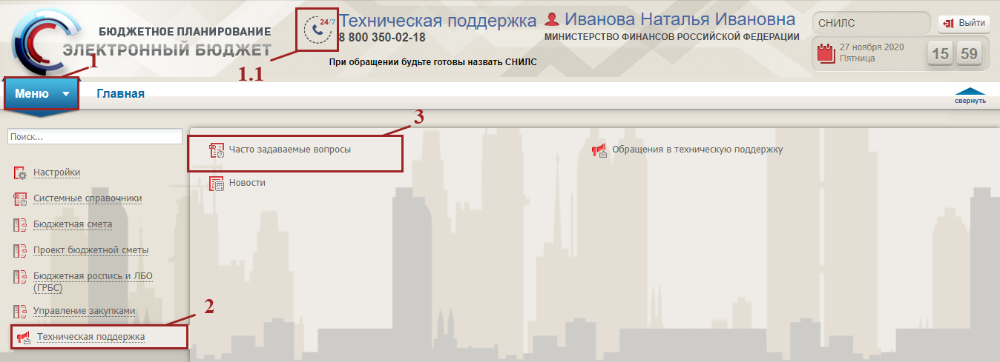 24/7
Техническая поддержка
8 800 350-02-18
При обращении будьте готовы назвать СНИЛС
Иванова Наталья Ивановна
МИНИСТЕРСТВО ФИНАНСОВ РОССИЙСКОЙ ФЕДЕРАЦИИ
СНИЛС
Выйти
27 ноября 2020
Пятница
15 59
БЮДЖЕТНОЕ ПЛАНИРОВАНИЕ
ЭЛЕКТРОННЫЙ БЮДЖЕТ
1
1.1
Меню
Главная
свернуть
3
Поиск...
Настройки
Системные справочники
Бюджетная смета
Проект бюджетной сметы
Бюджетная роспись и ЛБО
(ГРБС)
Управление закупками
2
Техническая поддержка
Часто задаваемые вопросы
Обращения в техническую поддержку
Новости